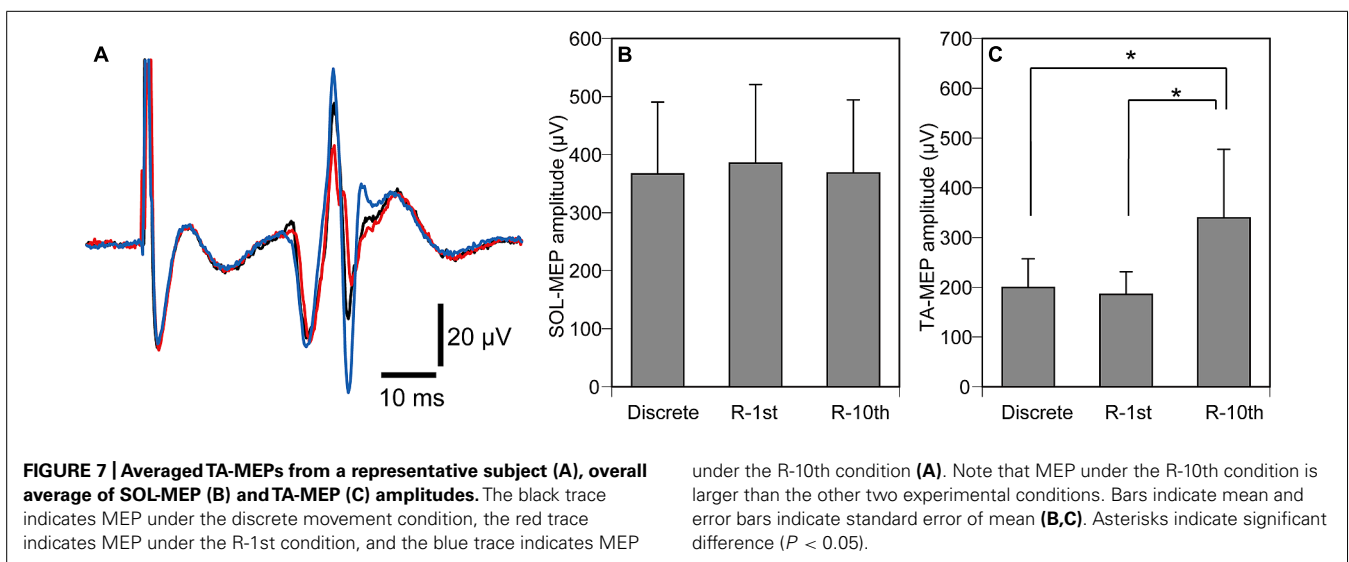 A
20 µV
10 ms
B
600
500
400
300
200
100
0
SOL-MEP amplitude (µV)
Discrete R-1st R-10th
C
700
600
500
400
300
200
100
0
TA-MEP amplitude (µV)
*
*
Discrete R-1st R-10th
FIGURE 7 | Averaged TA-MEPs from a representative subject (A), overall
average of SOL-MEP (B) and TA-MEP (C) amplitudes. The black trace
indicates MEP under the discrete movement condition, the red trace
indicates MEP under the R-1st condition, and the blue trace indicates MEP
under the R-10th condition (A). Note that MEP under the R-10th condition is
larger than the other two experimental conditions. Bars indicate mean and
error bars indicate standard error of mean (B,C). Asterisks indicate significant
difference (P < 0.05).